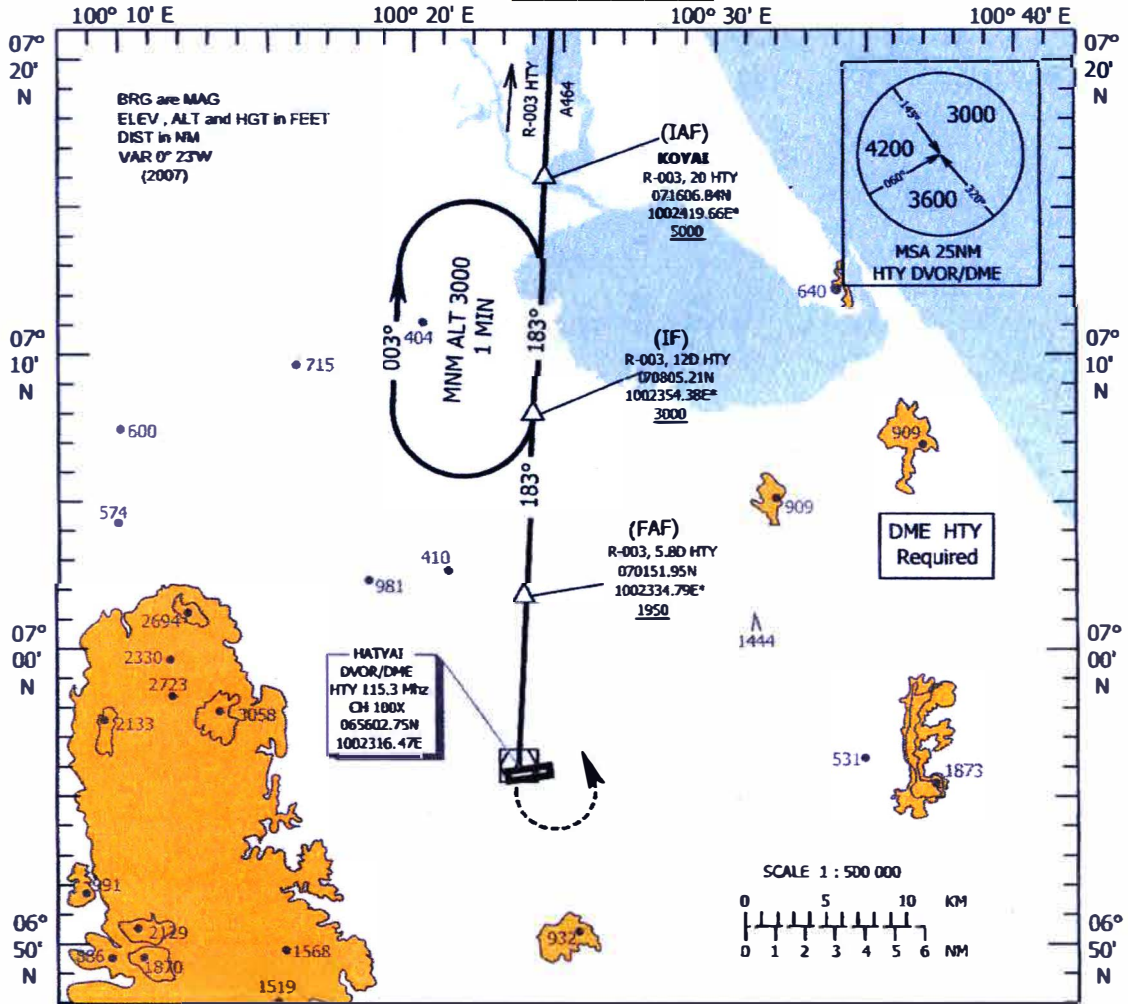 100° 10' E
100° 20' E
100° 30' E
100° 40' E
07°
20'
N
07°
20'
N
BRG are MAG
ELEV , ALT and HGT in FEET
DIST in NM
VAR 0° 23'W
(2007)
R-003 HTY
A464
(IAF)
KOYAI
R-003, 20 HTY
071606.84N
1002419.66E*
5000
145°
3000
4200
060°
3600
320°
MSA 25NM
HTY DVOR/DME
640
MNM ALT 3000
1 MIN
003°
183°
404
715
07°
10'
N
07°
10'
N
(IF)
R-003, 12D HTY
070805.21N
1002354.38E*
3000
600
909
183°
574
909
DME HTY
Required
(FAF)
R-003, 5.8D HTY
070151.95N
1002334.79E*
1950
410
981
2694
1444
07°
00'
N
07°
00'
N
2330
2723
3058
2133
HATYAI
DVOR/DME
HTY 115.3 Mhz
CH 100X
065602.75N
1002316.47E
531
1873
SCALE 1 : 500 000
0 5 10 KM
0 1 2 3 4 5 6 NM
991
2129
886
1870
1568
1519
932
06°
50'
N
06°
50'
N